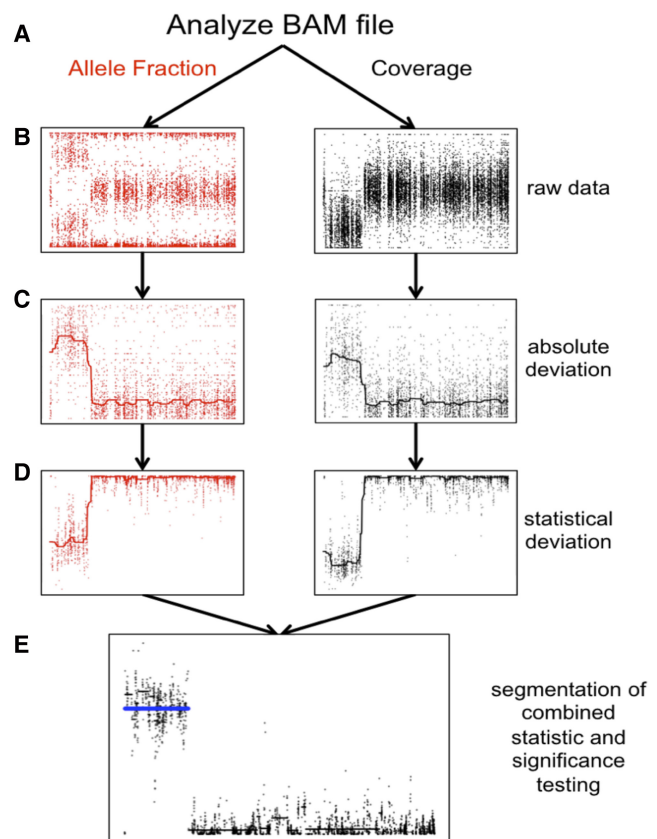 A
Analyze BAM file
Allele Fraction
Coverage
B
raw data
C
absolute
deviation
D
statistical
deviation
E
segmentation of
combined
statistic and
significance
testing